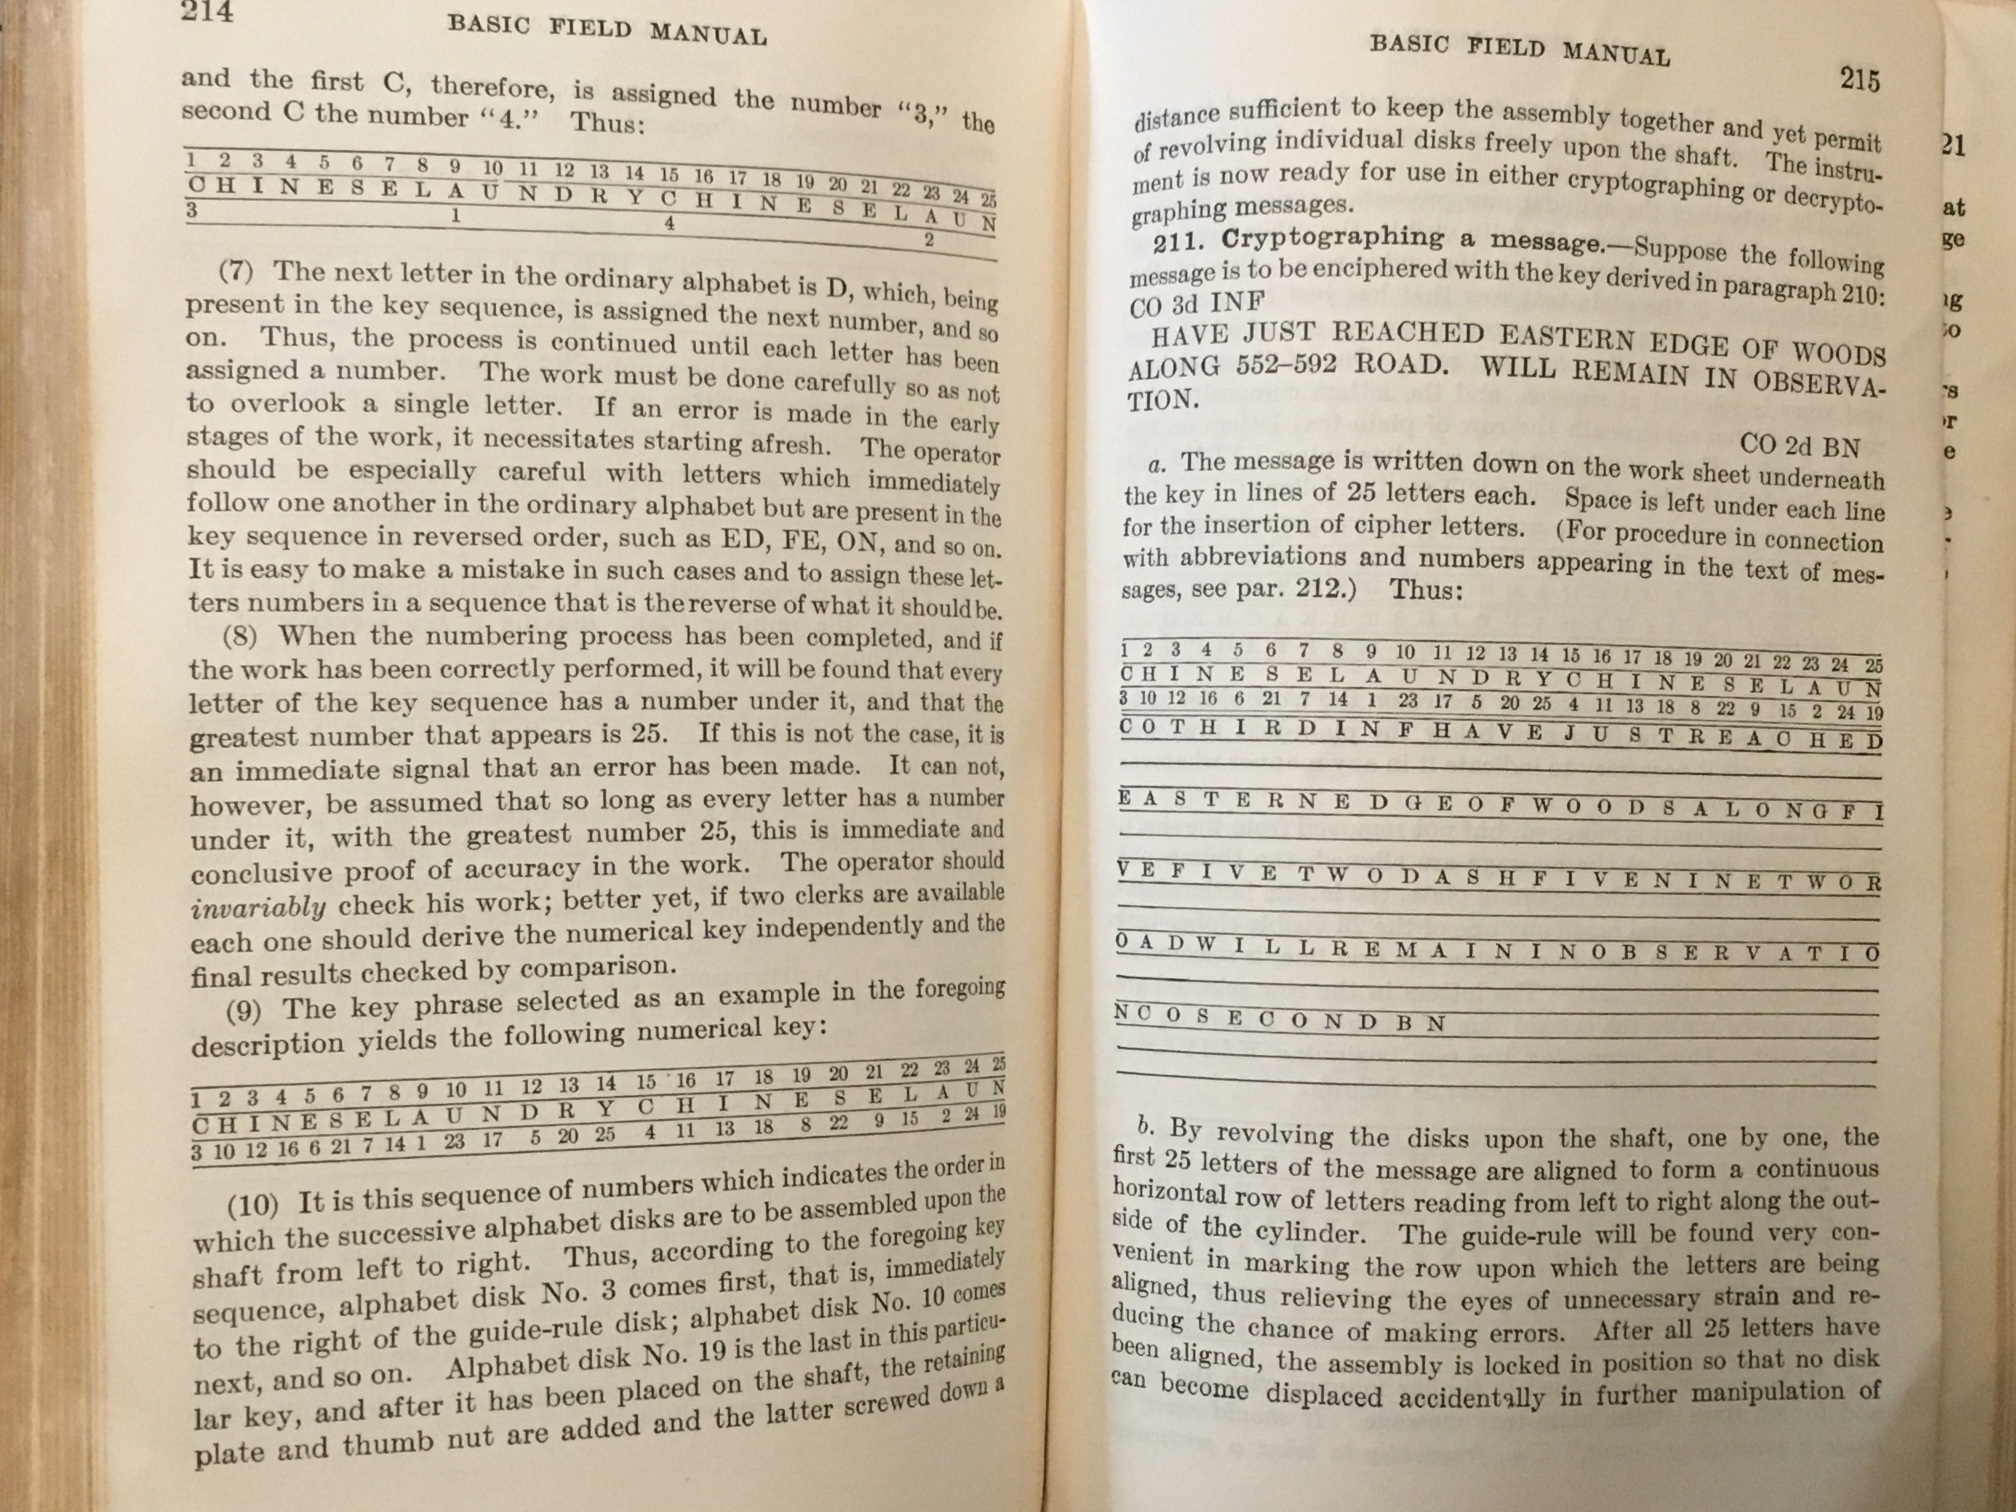 214
BASIC FIELD MANUAL
and the first C, therefore, is assigned the number "3," the
second C the number "4." Thus:
1 2 3 4 5 6 7 8 9 10 11 12 13 14 15 16 17 18 19 20 21 22 23 24 25
C H I N E S E L A U N D R Y C H I N E S E L A U N
3 1 4 2
(7) The next letter in the ordinary alphabet is D, which, being
present in the key sequence, is assigned the next number, and so
on. Thus, the process is continued until each letter has been
assigned a number. The work must be done carefully so as not
to overlook a single letter. If an error is made in the early
stages of the work, it necessitates starting afresh. The operator
should be especially careful with letters which immediately
follow one another in the ordinary alphabet but are present in the
key sequence in reversed order, such as ED, FE, ON, and so on.
It is easy to make a mistake in such cases and to assign these let-
ters numbers in a sequence that is the reverse of what it should be.
(8) When the numbering process has been completed, and if
the work has been correctly performed, it will be found that every
letter of the key sequence has a number under it, and that the
greatest number that appears is 25. If this is not the case, it is
an immediate signal that an error has been made. It can not,
however, be assumed that so long as every letter has a number
under it, with the greatest number 25, this is immediate and
conclusive proof of accuracy in the work. The operator should
invariably check his work; better yet, if two clerks are available
each one should derive the numerical key independently and the
final results checked by comparison.
(9) The key phrase selected as an example in the foregoing
description yields the following numerical key:
1 2 3 4 5 6 7 8 9 10 11 12 13 14 15 16 17 18 19 20 21 22 23 24 25
C H I N E S E L A U N D R Y C H I N E S E L A U N
3 10 12 16 6 21 7 14 1 23 17 5 20 25 4 11 13 18 8 22 9 15 2 24 19
(10) It is this sequence of numbers which indicates the order in
which the successive alphabet disks are to be assembled upon the
shaft from left to right. Thus, according to the foregoing key
sequence, alphabet disk No. 3 comes first, that is, immediately
to the right of the guide-rule disk; alphabet disk No. 10 comes
next, and so on. Alphabet disk No. 19 is the last in this particu-
lar key, and after it has been placed on the shaft, the retaining
plate and thumb nut are added and the latter screwed down a
BASIC FIELD MANUAL
215
distance sufficient to keep the assembly together and yet permit
of revolving individual disks freely upon the shaft. The instru-
ment is now ready for use in either cryptographing or decrypto-
graphing messages.
211. Cryptographing a message.—Suppose the following
message is to be enciphered with the key derived in paragraph 210:
CO 3d INF
HAVE JUST REACHED EASTERN EDGE OF WOODS
ALONG 552–592 ROAD. WILL REMAIN IN OBSERVA-
TION.
CO 2d BN
a. The message is written down on the work sheet underneath
the key in lines of 25 letters each. Space is left under each line
for the insertion of cipher letters. (For procedure in connection
with abbreviations and numbers appearing in the text of mes-
sages, see par. 212.) Thus:
1 2 3 4 5 6 7 8 9 10 11 12 13 14 15 16 17 18 19 20 21 22 23 24 25
C H I N E S E L A U N D R Y C H I N E S E L A U N
3 10 12 16 6 21 7 14 1 23 17 5 20 25 4 11 13 18 8 22 9 15 2 24 19
C O T H I R D I N F H A V E J U S T R E A C H E D
E A S T E R N E D G E O F W O O D S A L O N G F I
V E F I V E T W O D A S H F I V E N I N E T W O R
O A D W I L L R E M A I N I N O B S E R V A T I O
N C O S E C O N D B N
b. By revolving the disks upon the shaft, one by one, the
first 25 letters of the message are aligned to form a continuous
horizontal row of letters reading from left to right along the out-
side of the cylinder. The guide-rule will be found very con-
venient in marking the row upon which the letters are being
aligned, thus relieving the eyes of unnecessary strain and re-
ducing the chance of making errors. After all 25 letters have
been aligned, the assembly is locked in position so that no disk
can become displaced accidentally in further manipulation of
21
at
ge